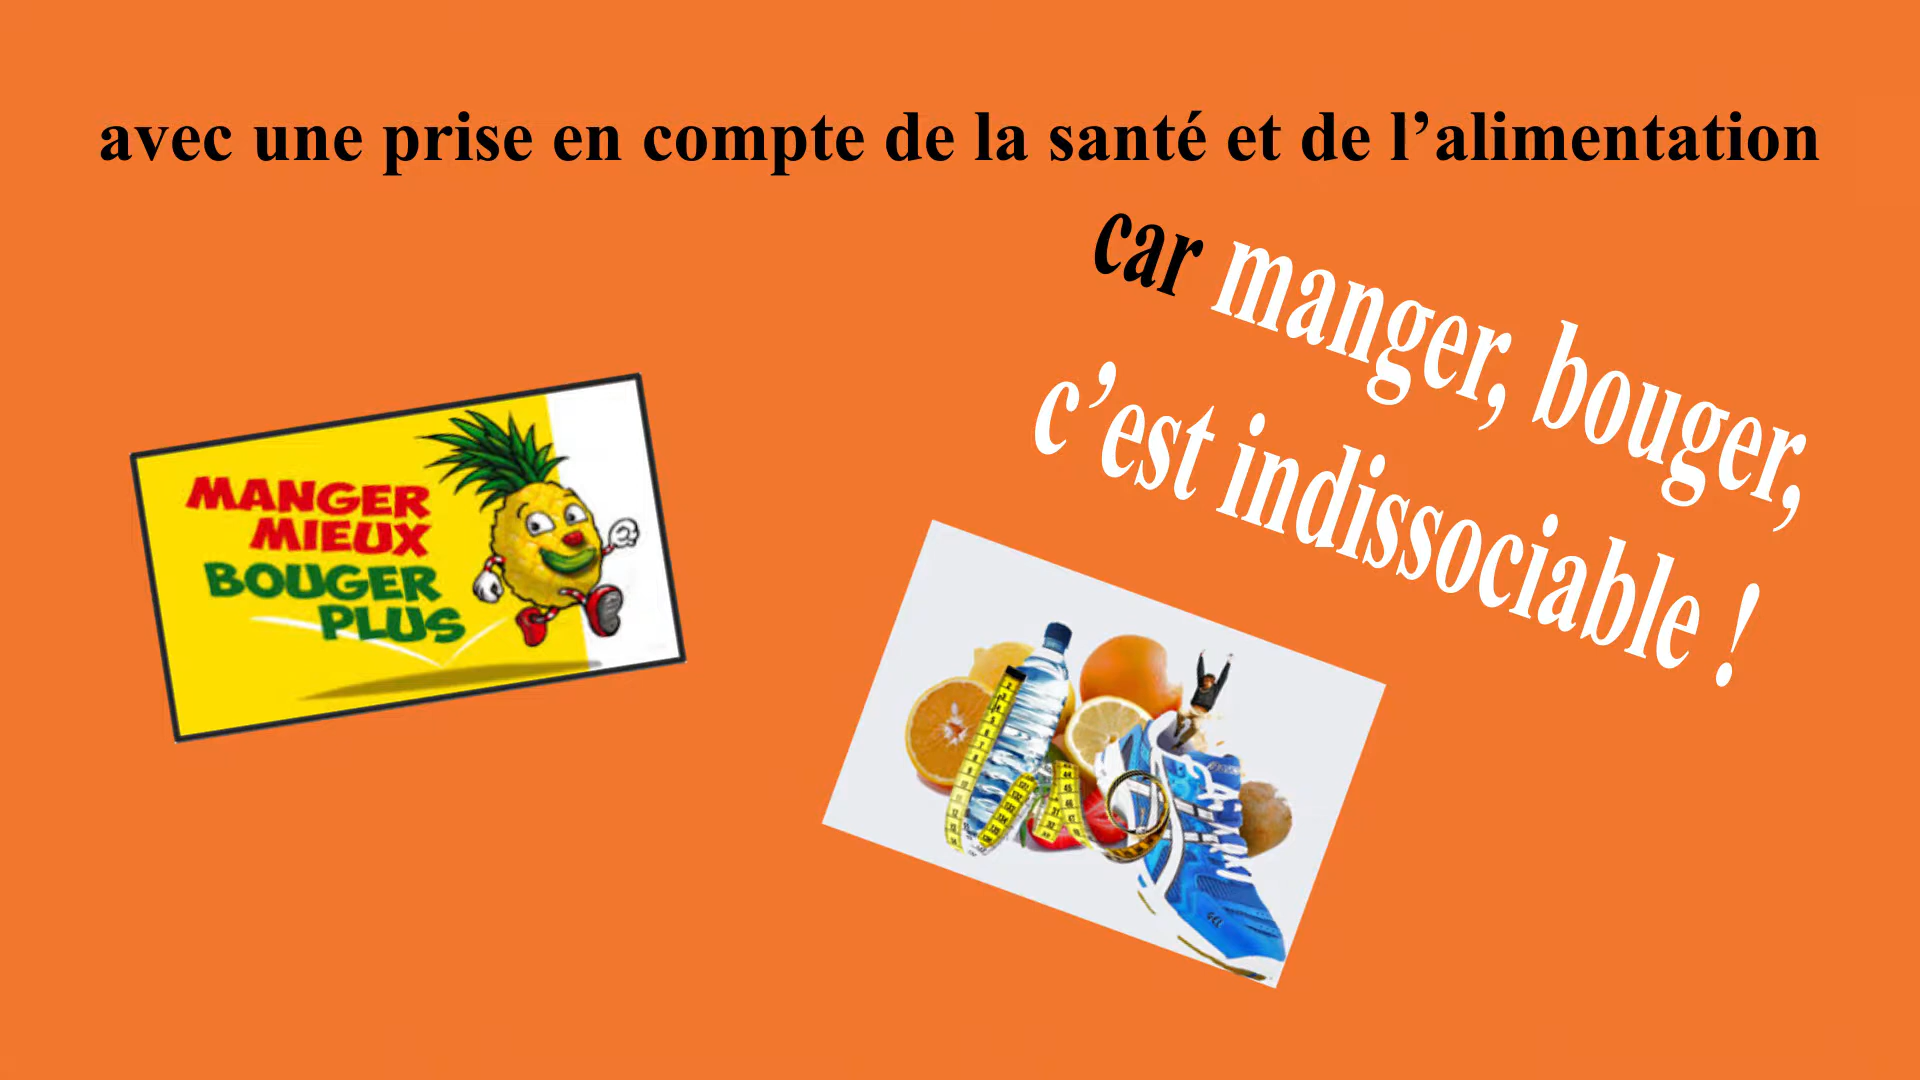 avec une prise en compte de la santé et de l’alimentation
car manger, bouger,
c’est indissociable !
MANGER
MIEUX
BOUGER
PLUS